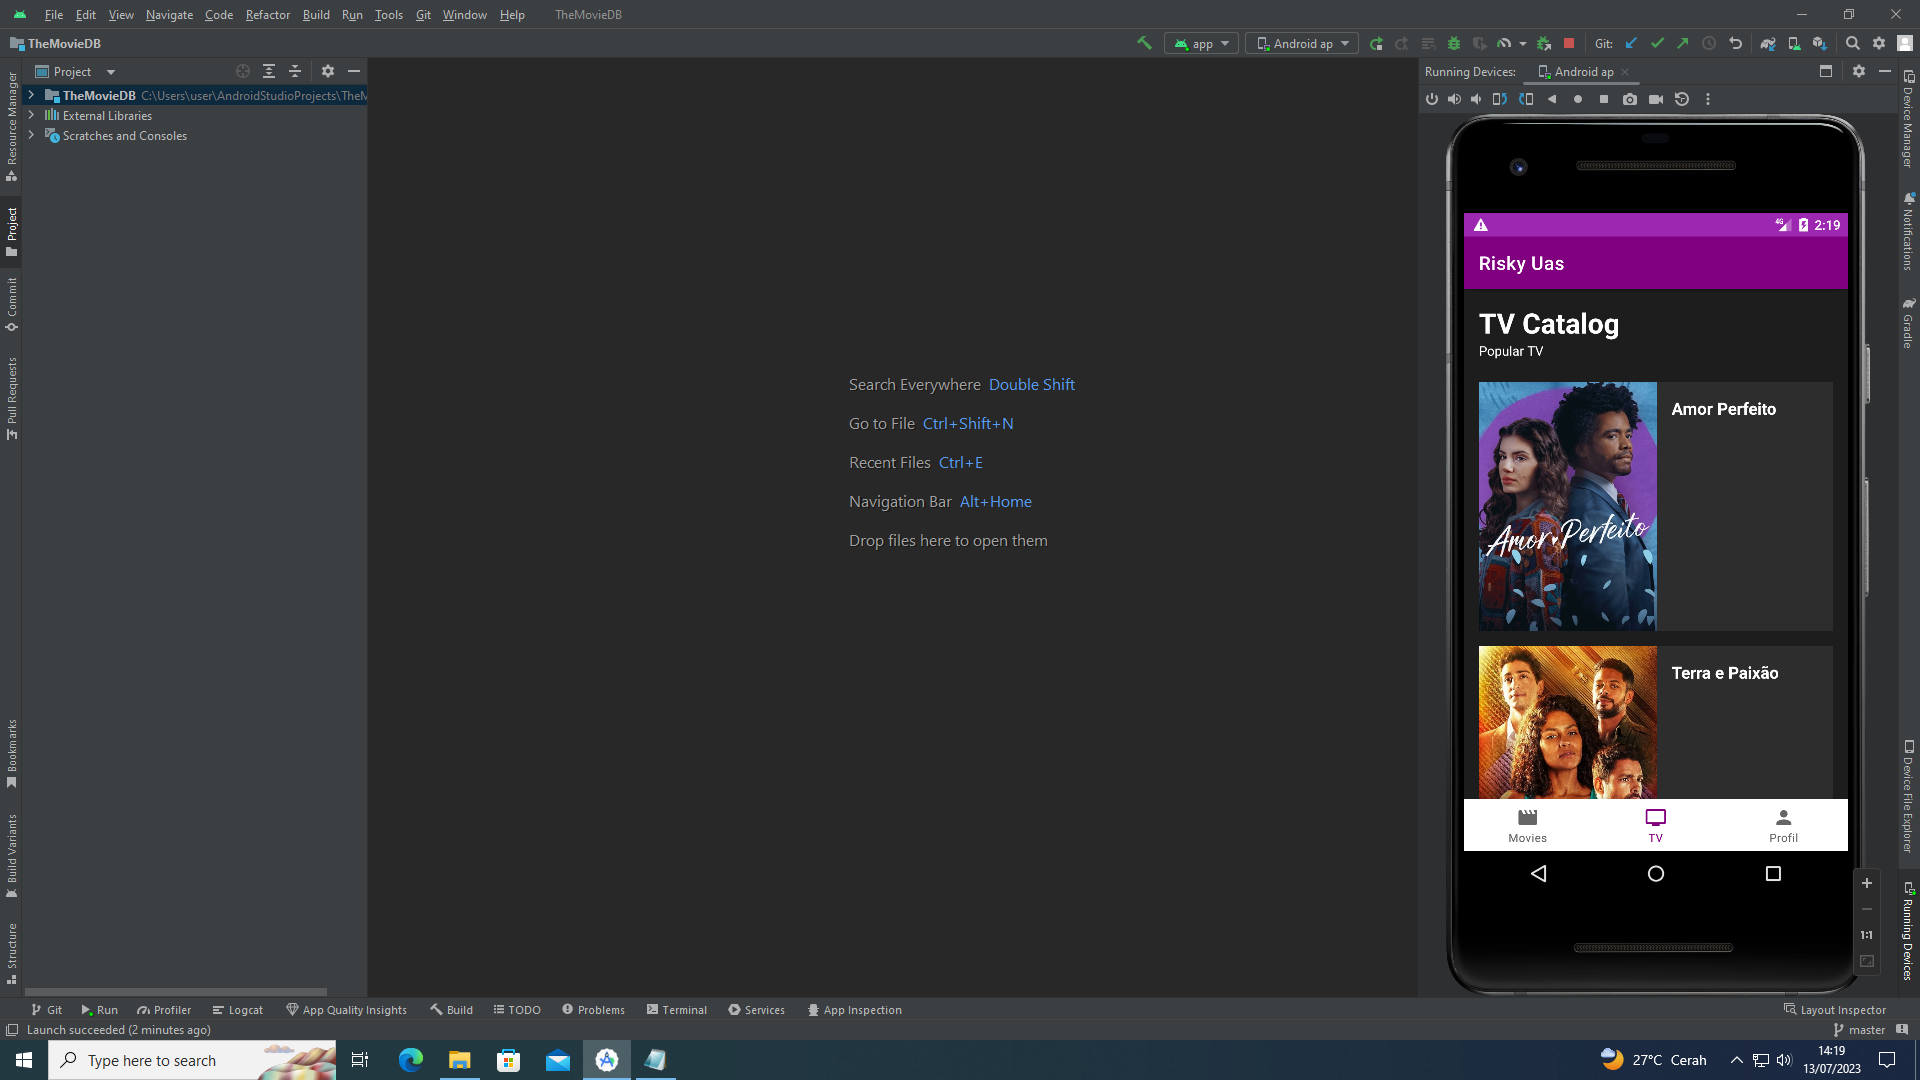 File Edit View Navigate Code Refactor Build Run Tools Git Window Help TheMovieDB
TheMovieDB
app
Android ap
Git:
Project
TheMovieDB C:\Users\user\AndroidStudioProjects\TheM
External Libraries
Scratches and Consoles
Resource Manager
Project
Commit
Pull Requests
Bookmarks
Build Variants
Structure
Search Everywhere Double Shift
Go to File Ctrl+Shift+N
Recent Files Ctrl+E
Navigation Bar Alt+Home
Drop files here to open them
Running Devices: Android ap
4G 2:19
Risky Uas
TV Catalog
Popular TV
Amor Perfeito
Amor Perfeito
Terra e Paixão
Movies TV Profil
1:1
Device Manager
Notifications
Gradle
Device File Explorer
Running Devices
Git Run Profiler Logcat App Quality Insights Build TODO Problems Terminal Services App Inspection Layout Inspector
Launch succeeded (2 minutes ago)
master
Type here to search
27°C Cerah
14:19
13/07/2023